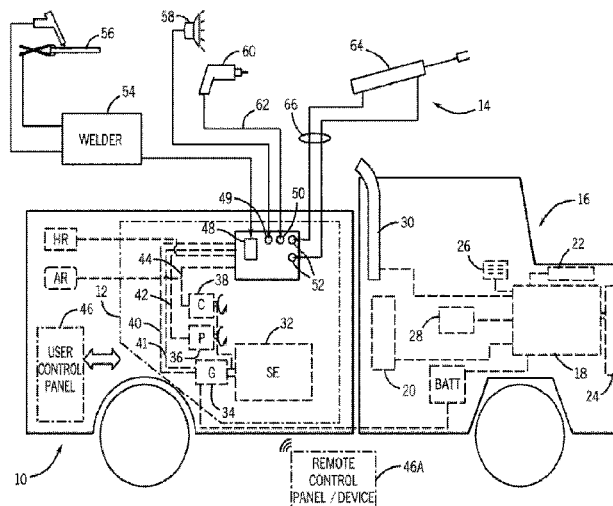 56
58
60
64
54
WELDER
62
66
14
49
50
48
52
30
16
26
22
HR
AR
44
C
38
42
12
46
USER
CONTROL
PANEL
40
41
P
36
32
SE
G
34
28
20
BATT
18
24
10
REMOTE
CONTROL
PANEL / DEVICE
46A